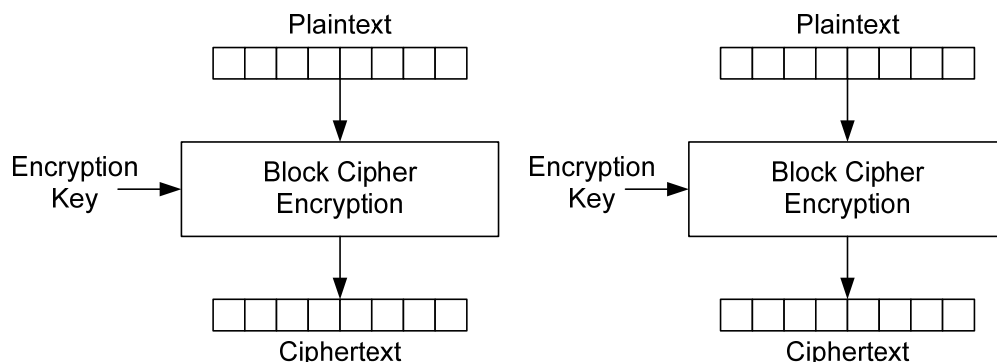 Plaintext
Plaintext
Encryption
Key
Block Cipher
Encryption
Encryption
Key
Block Cipher
Encryption
Ciphertext
Ciphertext